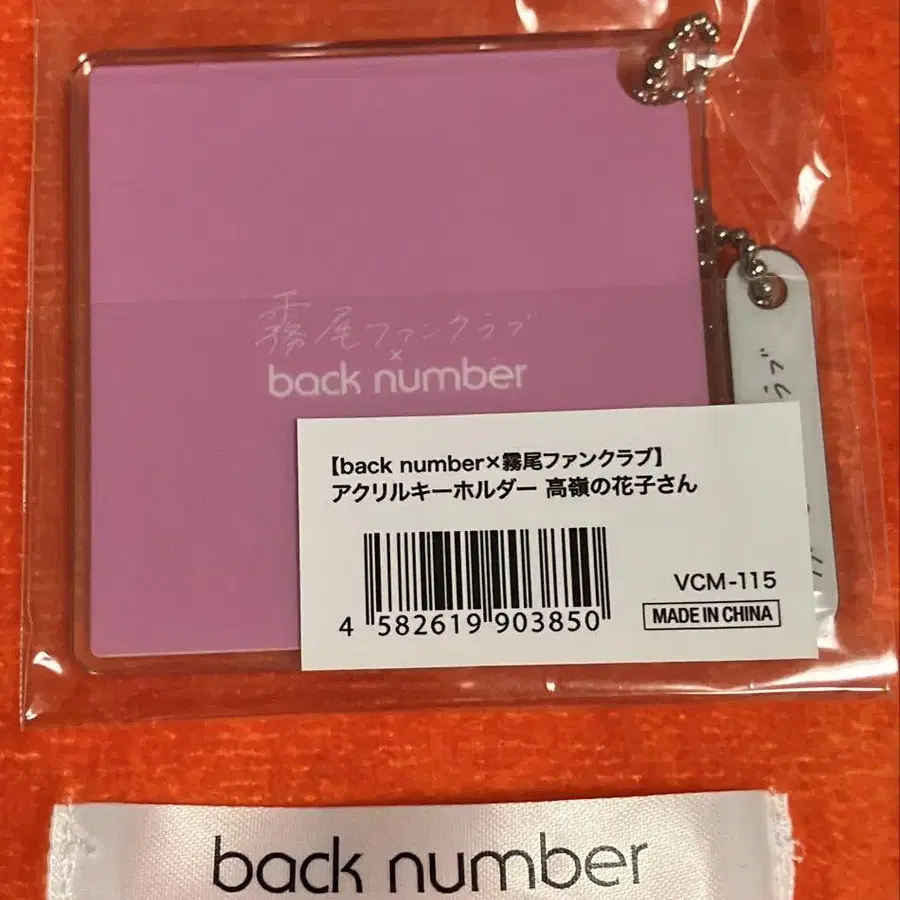 霧尾ファンクラブ
×
back number
ラブ
【back number×霧尾ファンクラブ】
アクリルキーホルダー 高嶺の花子さん
VCM-115
4 582619 903850
MADE IN CHINA
back number